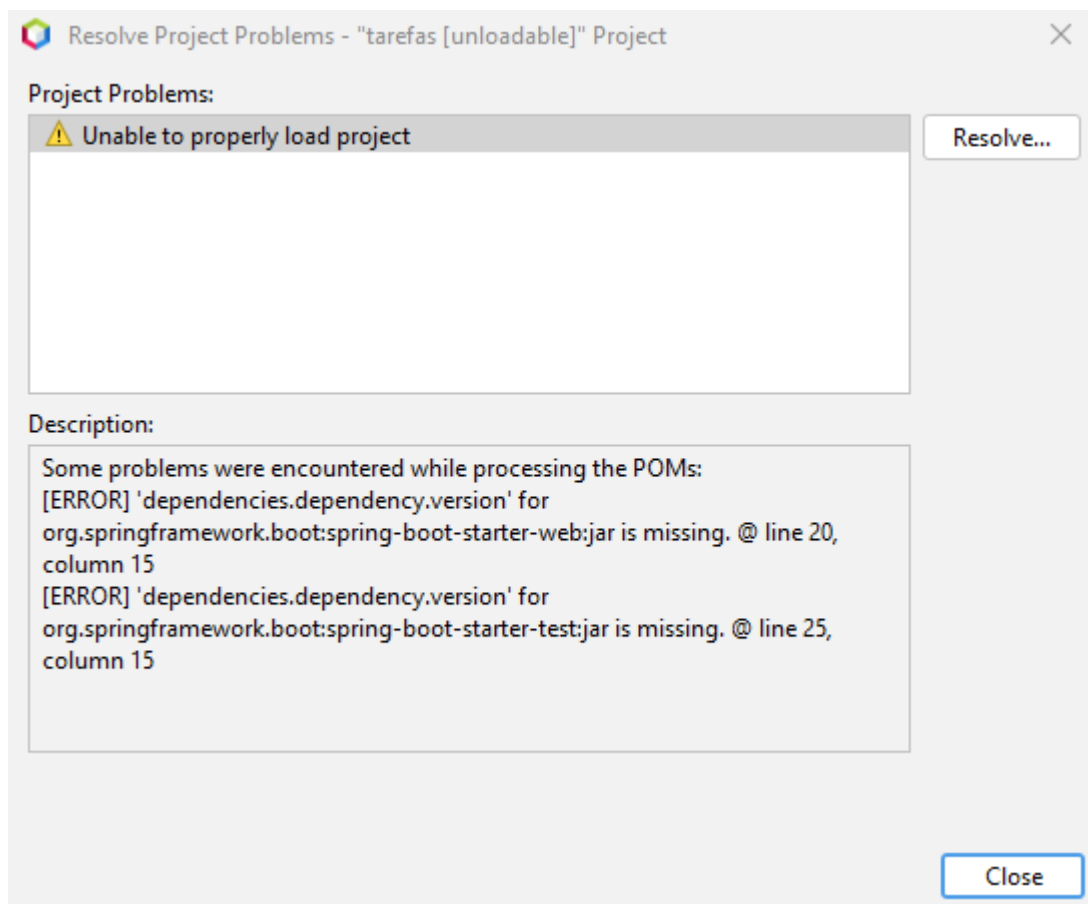 Resolve Project Problems - "tarefas [unloadable]" Project
Project Problems:
Unable to properly load project
Resolve...
Description:
Some problems were encountered while processing the POMs:
[ERROR] 'dependencies.dependency.version' for
org.springframework.boot:spring-boot-starter-web:jar is missing. @ line 20,
column 15
[ERROR] 'dependencies.dependency.version' for
org.springframework.boot:spring-boot-starter-test:jar is missing. @ line 25,
column 15
Close